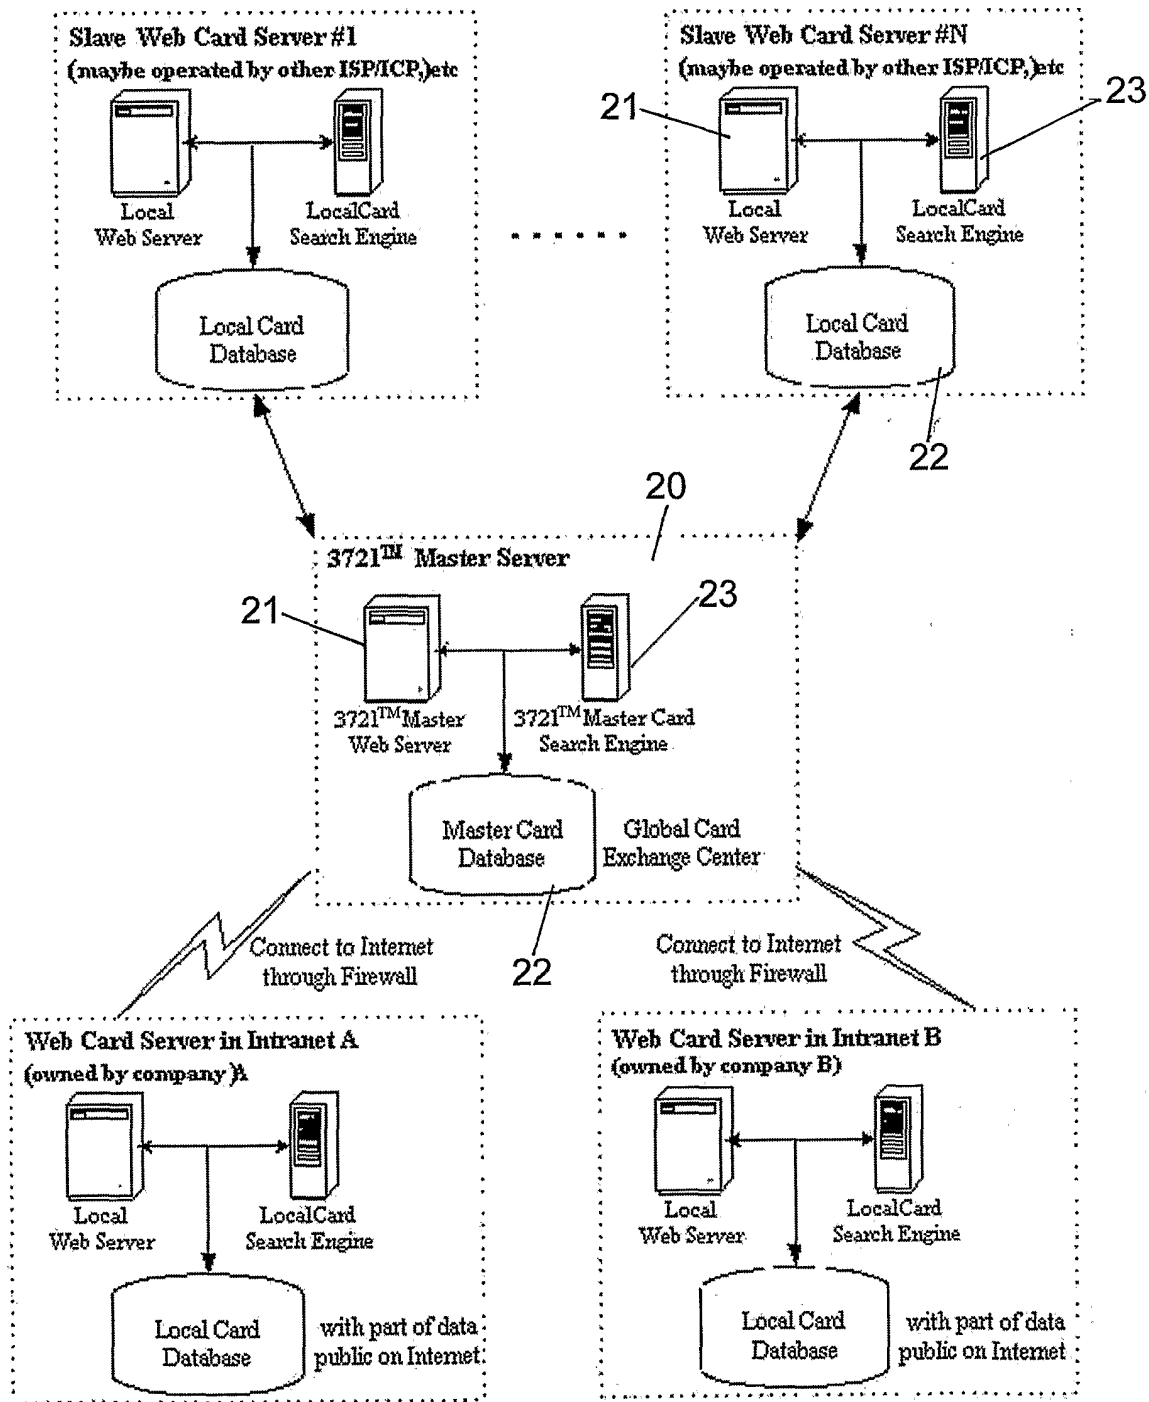 Slave Web Card Server #1
(maybe operated by other ISP/ICP,)etc
Local
Web Server
LocalCard
Search Engine
Local Card
Database
......
Slave Web Card Server #N
(maybe operated by other ISP/ICP,)etc
21
23
Local
Web Server
LocalCard
Search Engine
Local Card
Database
22
20
3721™ Master Server
21
23
3721™Master
Web Server
3721™Master Card
Search Engine
Master Card
Database
Global Card
Exchange Center
22
Connect to Internet
through Firewall
Connect to Internet
through Firewall
Web Card Server in Intranet A
(owned by company )A
Local
Web Server
LocalCard
Search Engine
Local Card
Database
with part of data
public on Internet
Web Card Server in Intranet B
(owned by company B)
Local
Web Server
LocalCard
Search Engine
Local Card
Database
with part of data
public on Internet